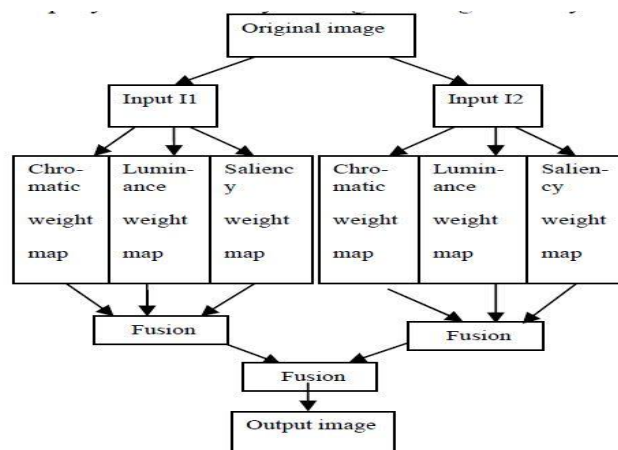 Original image
Input I1
Input I2
Chro-
matic
weight
map
Lumin-
ance
weight
map
Salienc
y
weight
map
Chro-
matic
weight
map
Lumin-
ance
weight
map
Salien-
cy
weight
map
Fusion
Fusion
Fusion
Output image